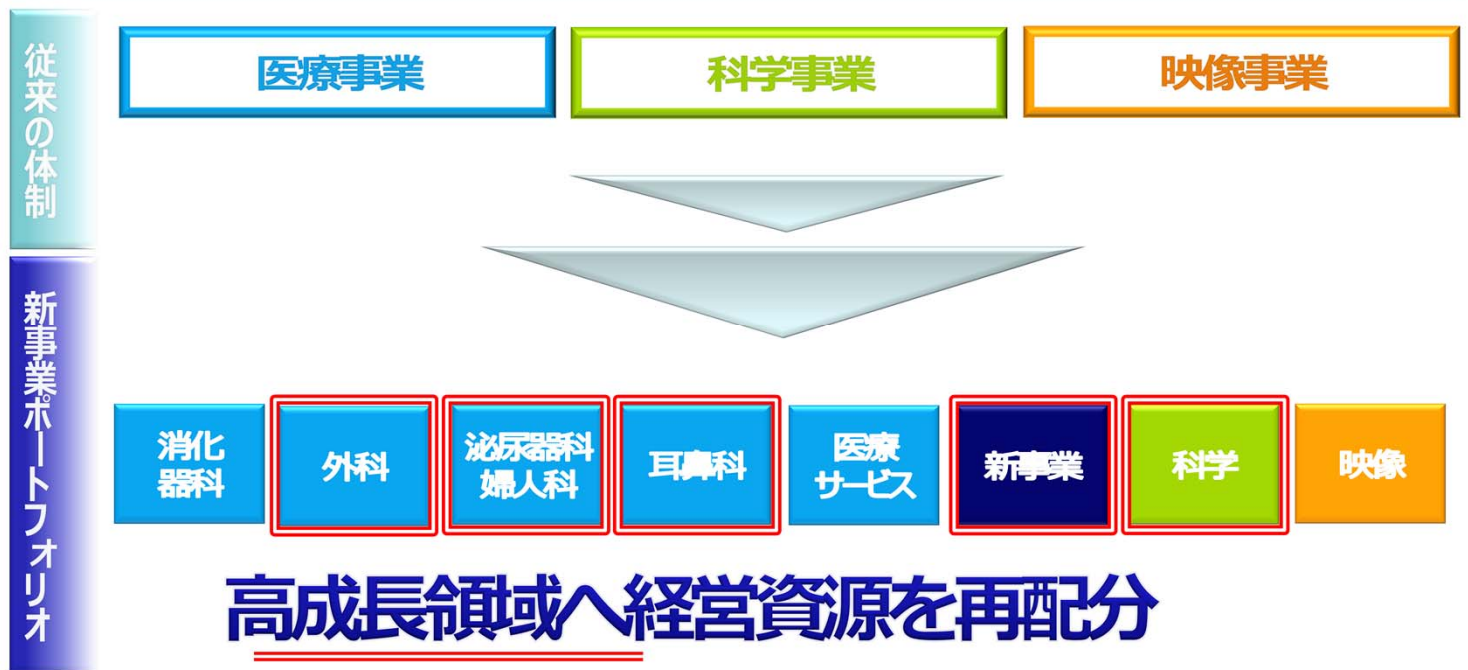 従来の体制
医療事業
科学事業
映像事業
新事業ポートフォリオ
消化
器科
外科
泌尿器科
婦人科
耳鼻科
医療
サービス
新事業
科学
映像
高成長領域へ経営資源を再配分